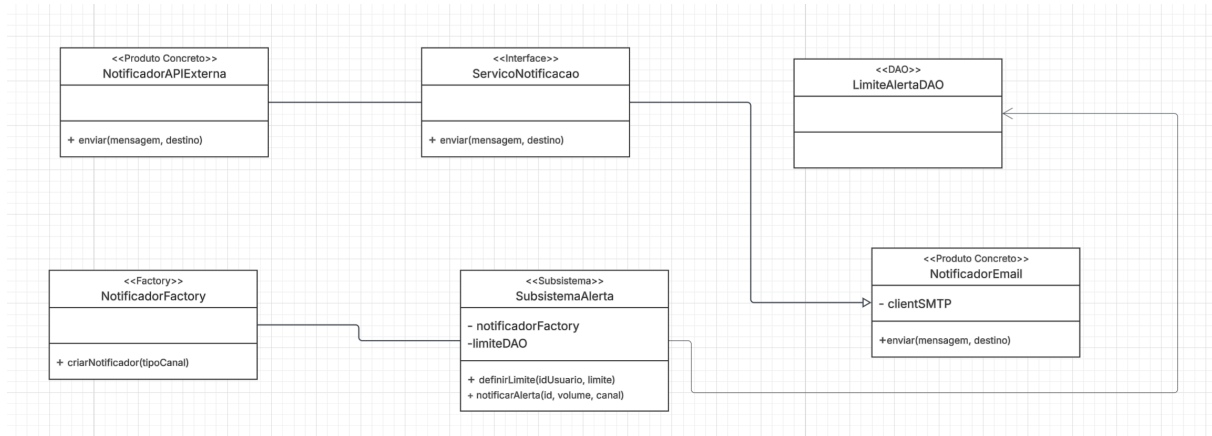 <<Produto Concreto>>
NotificadorAPIExterna
+ enviar(mensagem, destino)
<<Interface>>
ServicoNotificacao
+ enviar(mensagem, destino)
<<DAO>>
LimiteAlertaDAO
<<Factory>>
NotificadorFactory
+ criarNotificador(tipoCanal)
<<Subsistema>>
SubsistemaAlerta
- notificadorFactory
-limiteDAO
+ definirLimite(idUsuario, limite)
+ notificarAlerta(id, volume, canal)
<<Produto Concreto>>
NotificadorEmail
- clientSMTP
+enviar(mensagem, destino)